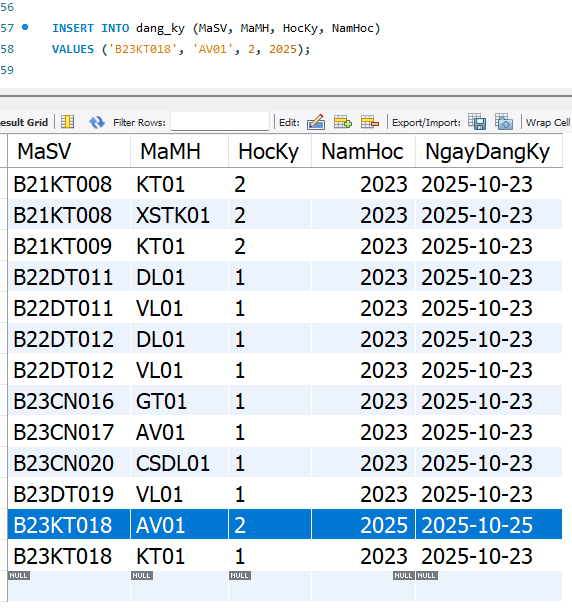 56
57 INSERT INTO dang_ky (MaSV, MaMH, HocKy, NamHoc)
58 VALUES ('B23KT018', 'AV01', 2, 2025);
59
esult Grid Filter Rows: Edit: Export/Import: Wrap Cell
MaSV MaMH HocKy NamHoc NgayDangKy
B21KT008 KT01 2 2023 2025-10-23
B21KT008 XSTK01 2 2023 2025-10-23
B21KT009 KT01 2 2023 2025-10-23
B22DT011 DL01 1 2023 2025-10-23
B22DT011 VL01 1 2023 2025-10-23
B22DT012 DL01 1 2023 2025-10-23
B22DT012 VL01 1 2023 2025-10-23
B23CN016 GT01 1 2023 2025-10-23
B23CN017 AV01 1 2023 2025-10-23
B23CN020 CSDL01 1 2023 2025-10-23
B23DT019 VL01 1 2023 2025-10-23
B23KT018 AV01 2 2025 2025-10-25
B23KT018 KT01 1 2023 2025-10-23
NULL NULL NULL NULL NULL